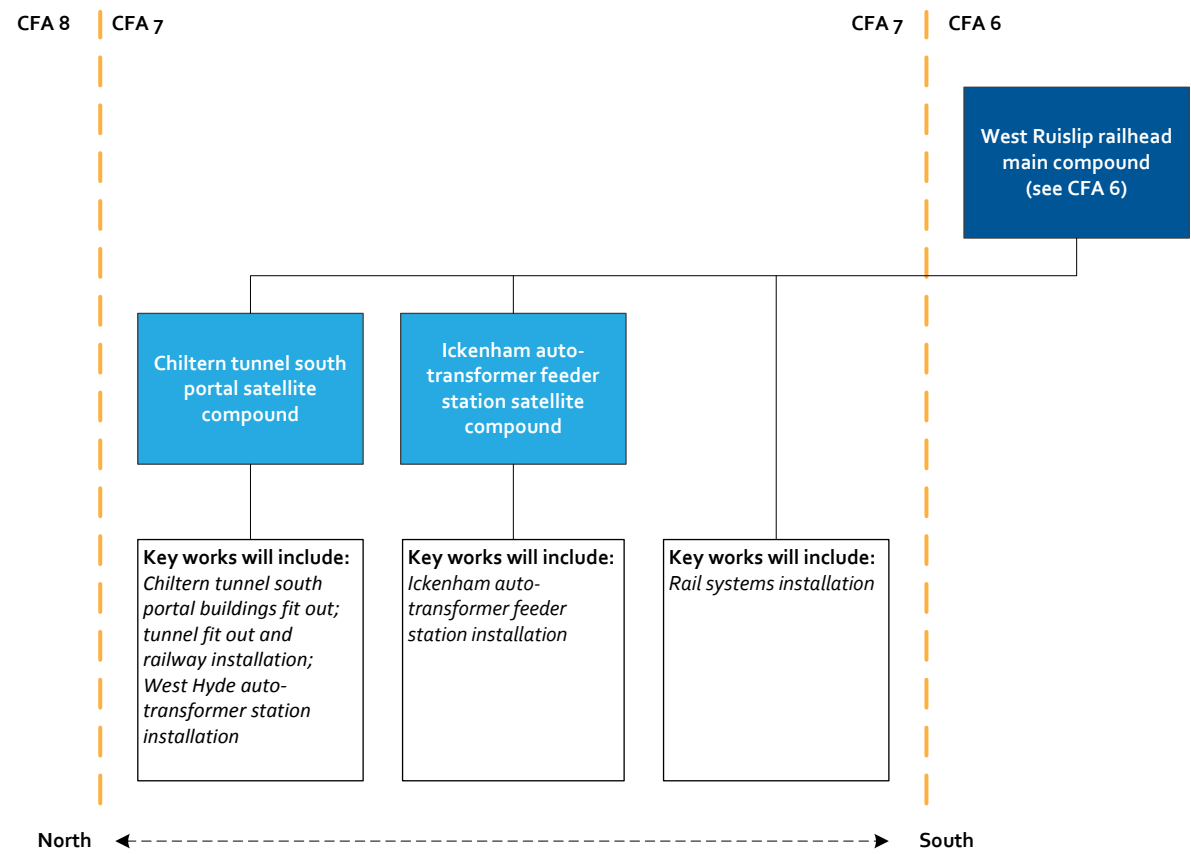 CFA 8
CFA 7
CFA 7
CFA 6
West Ruislip railhead
main compound
(see CFA 6)
Chiltern tunnel south
portal satellite
compound
Ickenham auto-
transformer feeder
station satellite
compound
Key works will include:
Chiltern tunnel south
portal buildings fit out;
tunnel fit out and
railway installation;
West Hyde auto-
transformer station
installation
Key works will include:
Ickenham auto-
transformer feeder
station installation
Key works will include:
Rail systems installation
North
South